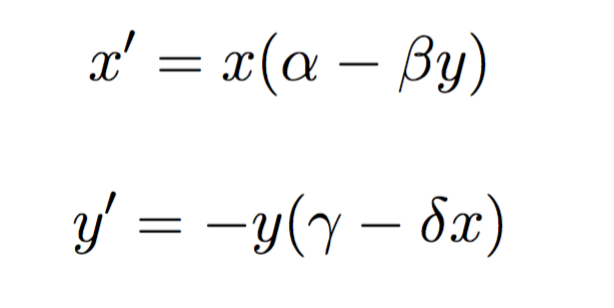 x′ = x(α − βy)
y′ = −y(γ − δx)